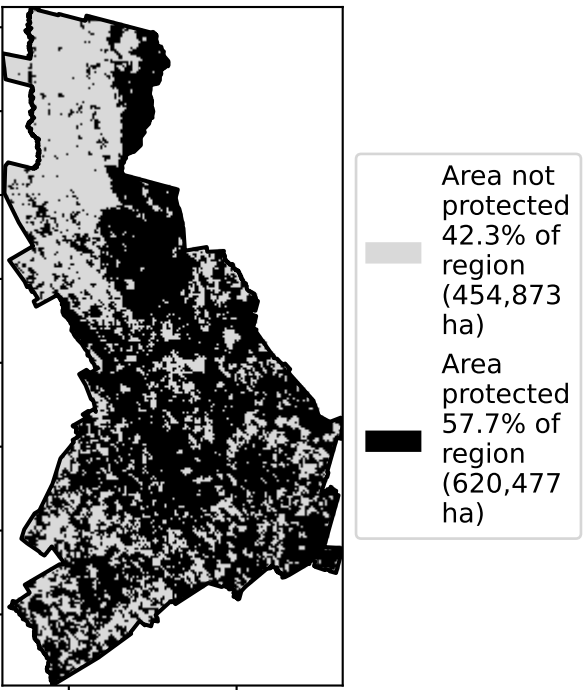 Area not
protected
42.3% of
region
(454,873
ha)
Area
protected
57.7% of
region
(620,477
ha)